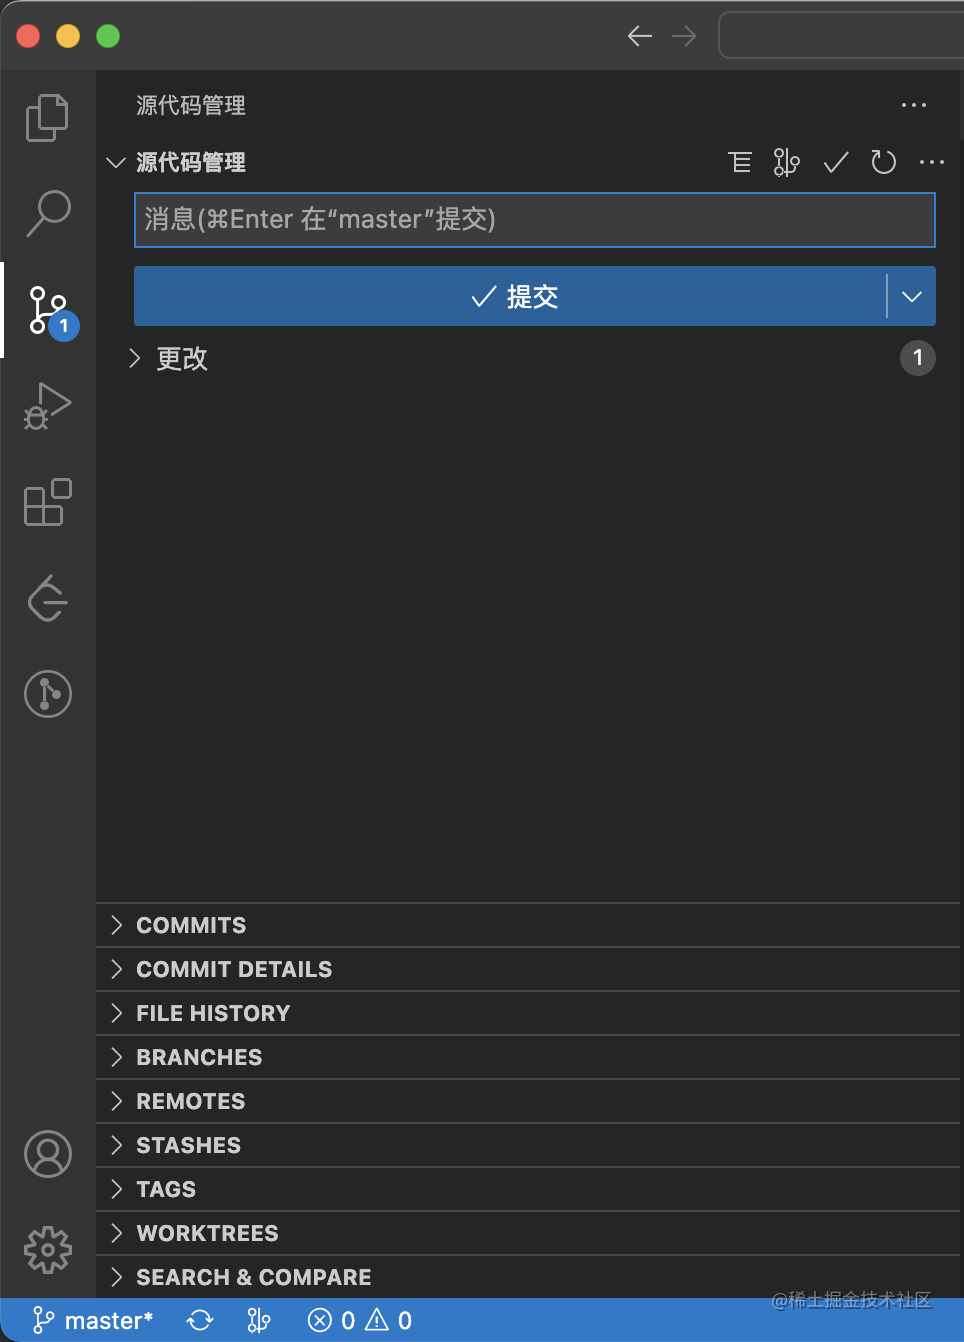 源代码管理
源代码管理
消息(⌘Enter 在“master”提交)
提交
1
更改
1
COMMITS
COMMIT DETAILS
FILE HISTORY
BRANCHES
REMOTES
STASHES
TAGS
WORKTREES
SEARCH & COMPARE
@稀土掘金技术社区
master* 0 0